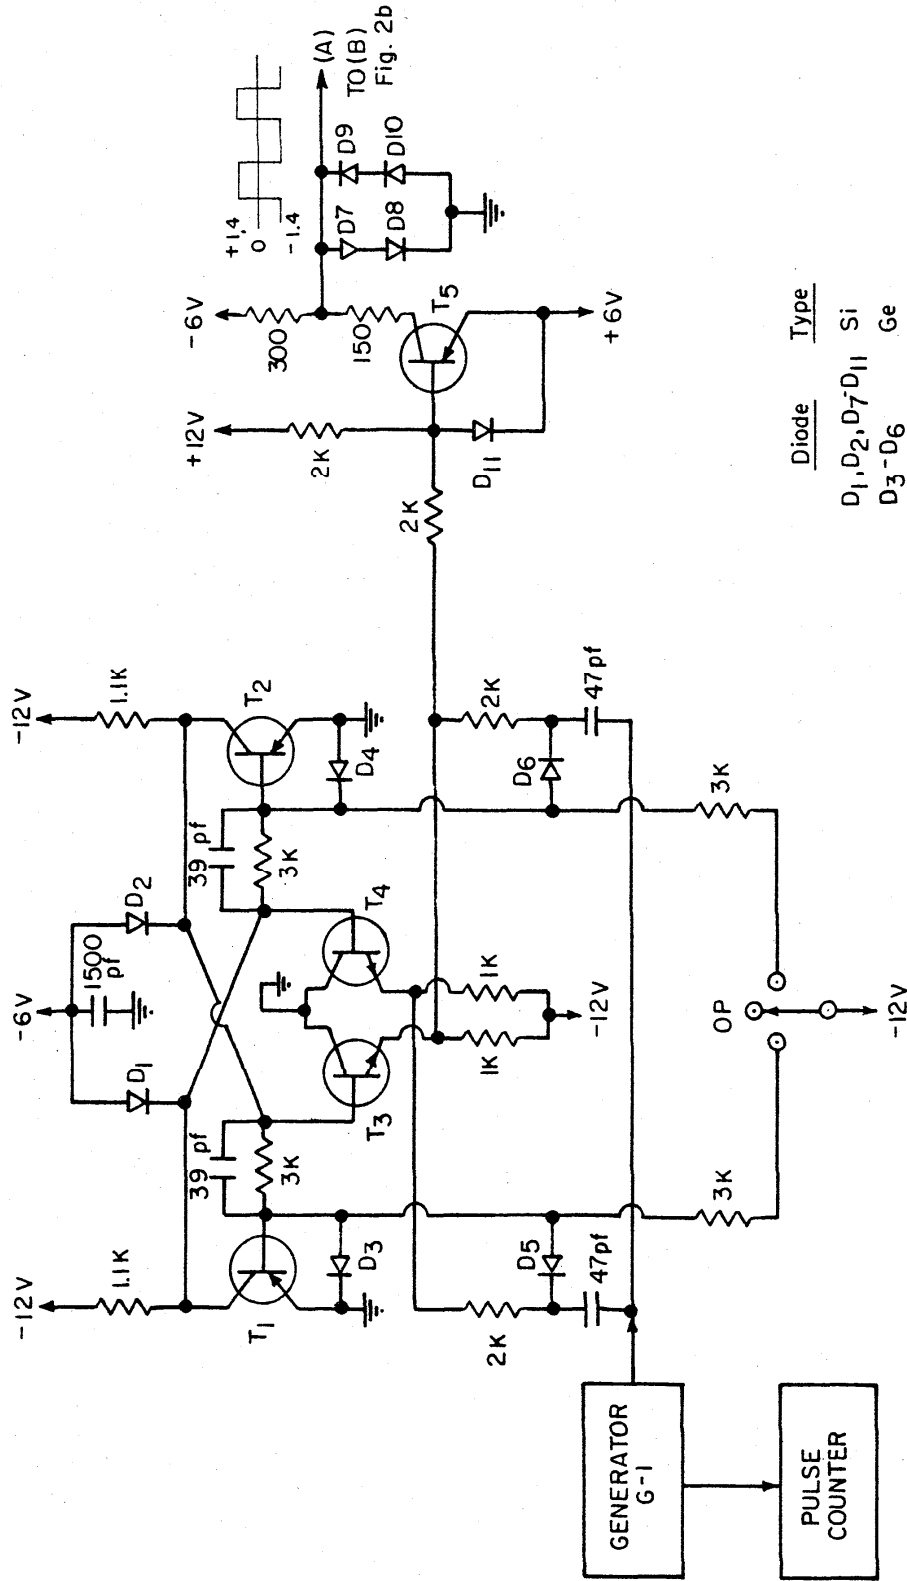 -12V
-6V
-12V
1.1K
D1
1500
pf
D2
1.1K
39 pf
39 pf
T1
3K
3K
T2
D3
T3
T4
D4
1K
1K
-12V
2K
D5
47pf
D6
2K
47pf
GENERATOR
G-1
PULSE
COUNTER
3K
OP
3K
-12V
+12V
-6V
2K
300
2K
150
D11
T5
+6V
+1.4
0
-1.4
D7
D9
D8
D10
(A)
TO(B)
Fig. 2b
Diode Type
D1, D2, D7-D11 Si
D3-D6 Ge